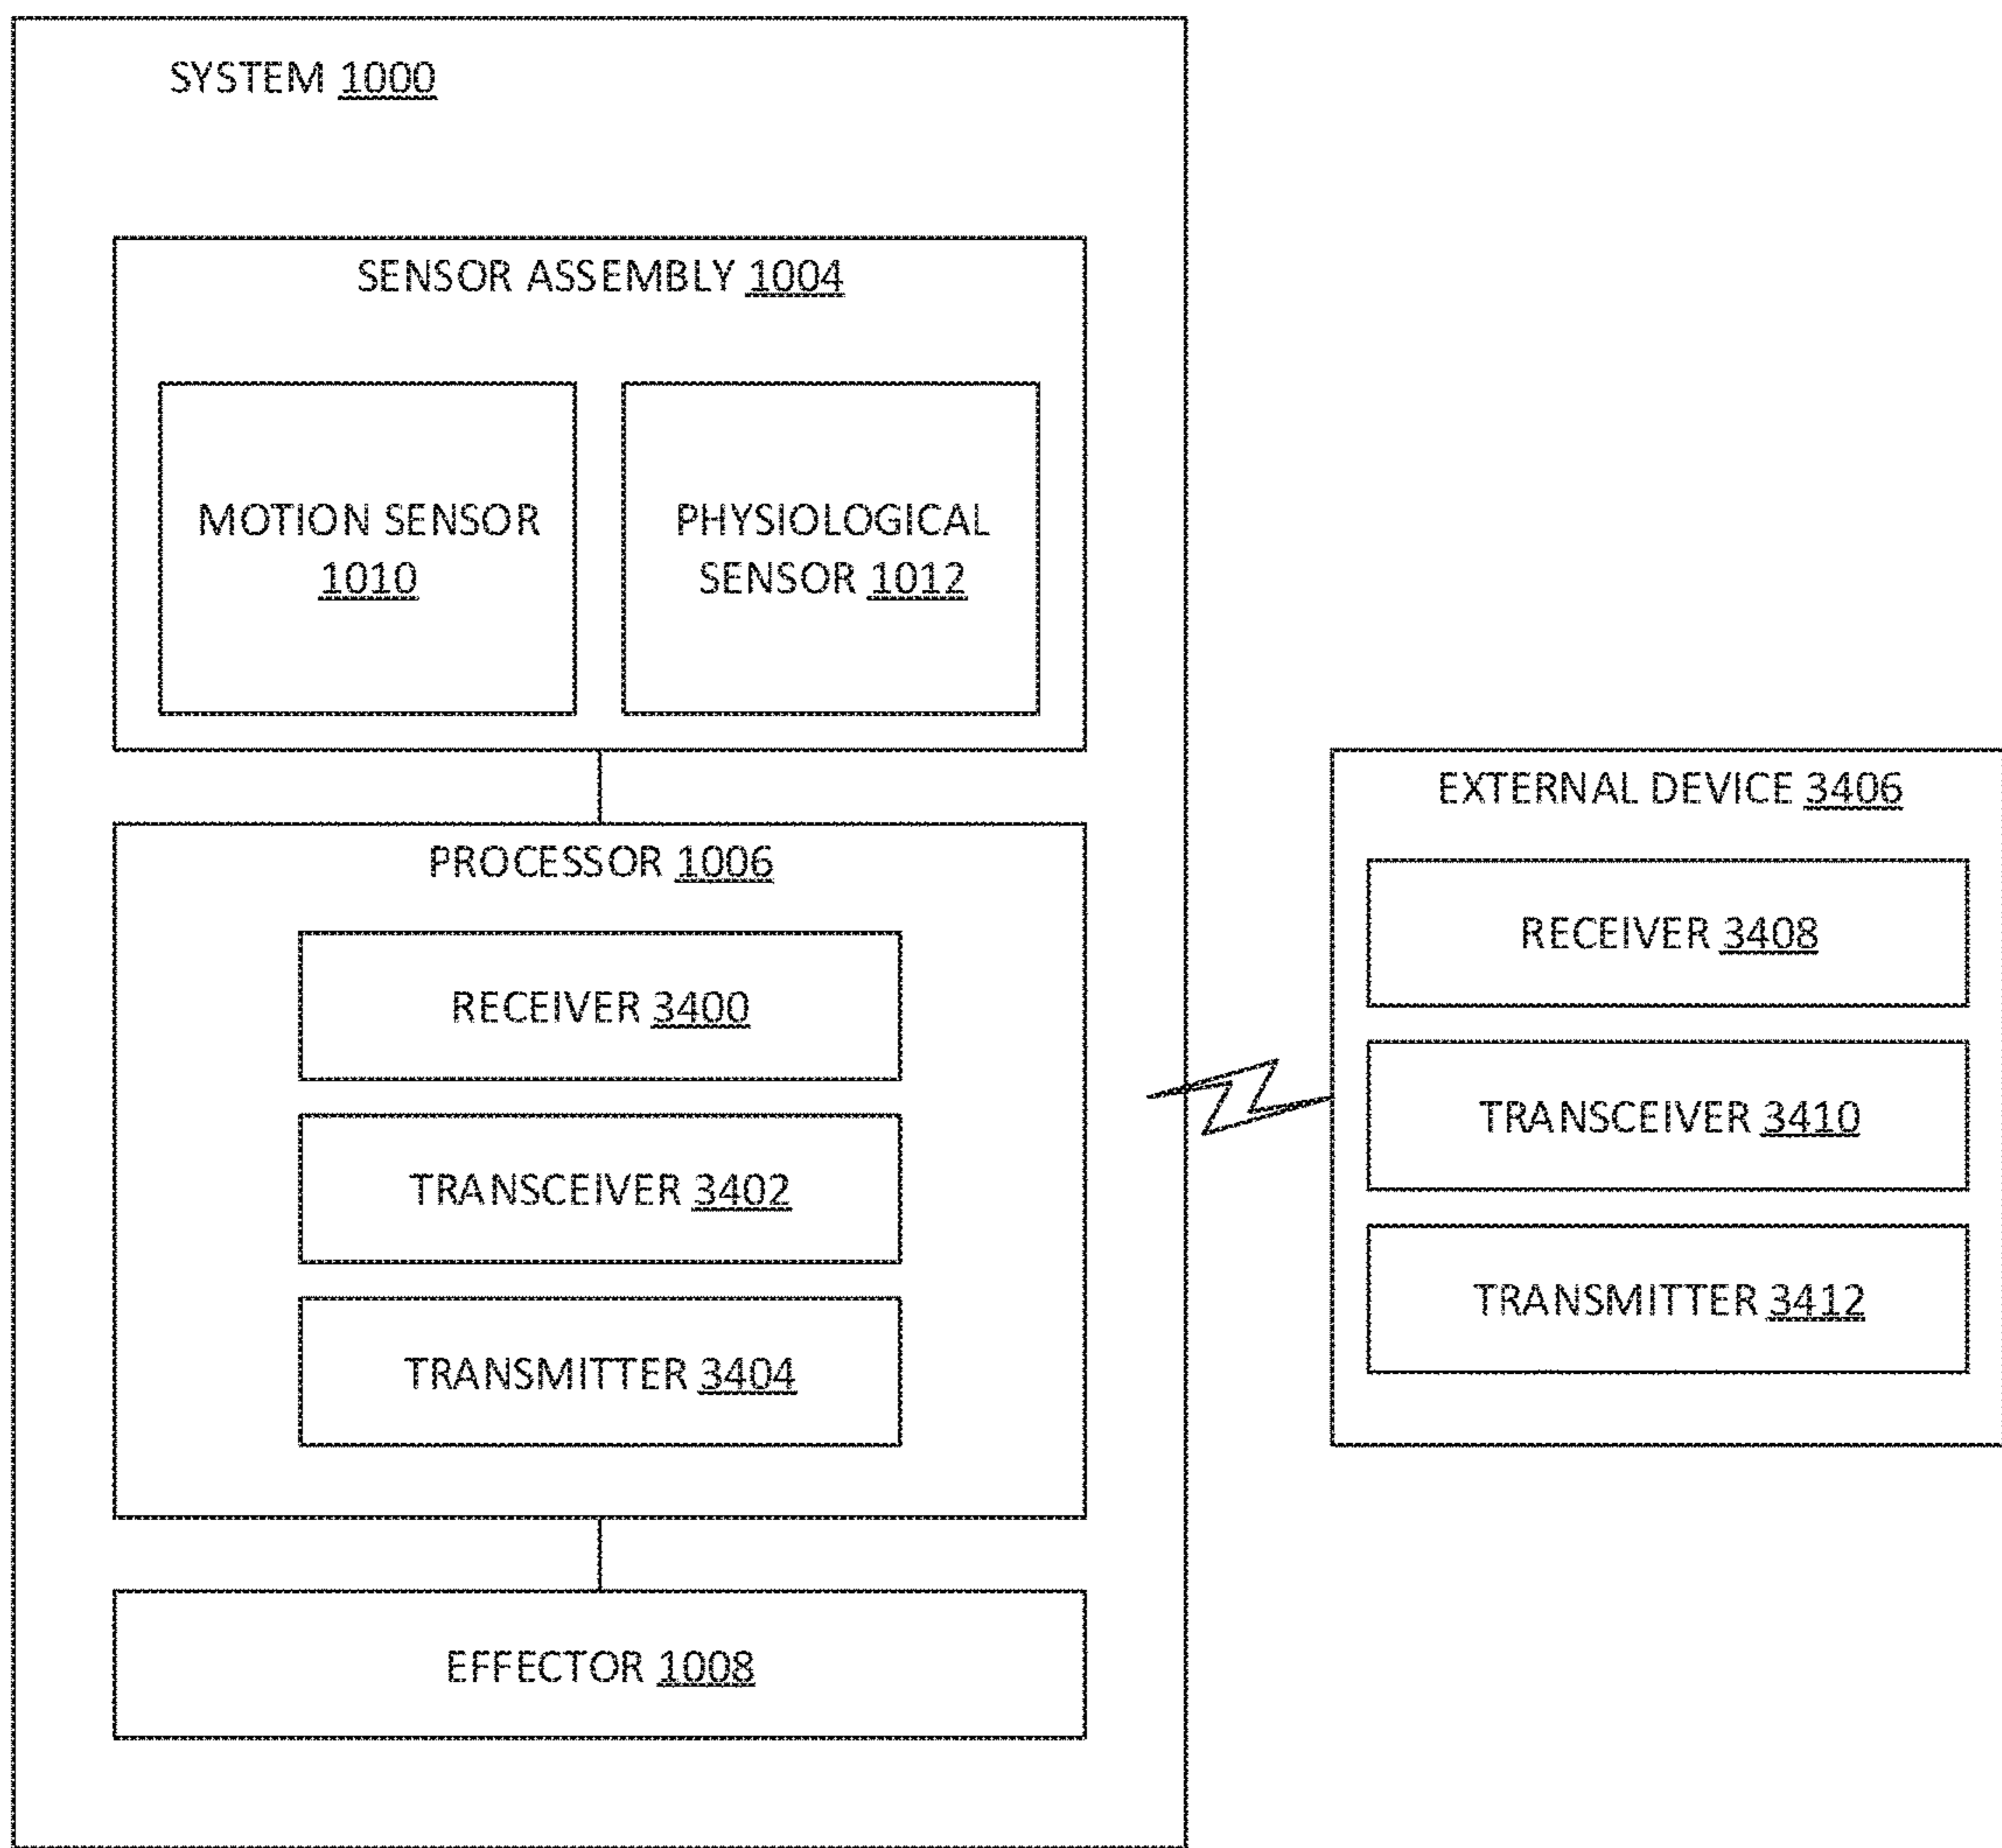 SYSTEM 1000
SENSOR ASSEMBLY 1004
MOTION SENSOR
1010
PHYSIOLOGICAL
SENSOR 1012
PROCESSOR 1006
RECEIVER 3400
TRANSCEIVER 3402
TRANSMITTER 3404
EFFECTOR 1008
EXTERNAL DEVICE 3406
RECEIVER 3408
TRANSCEIVER 3410
TRANSMITTER 3412